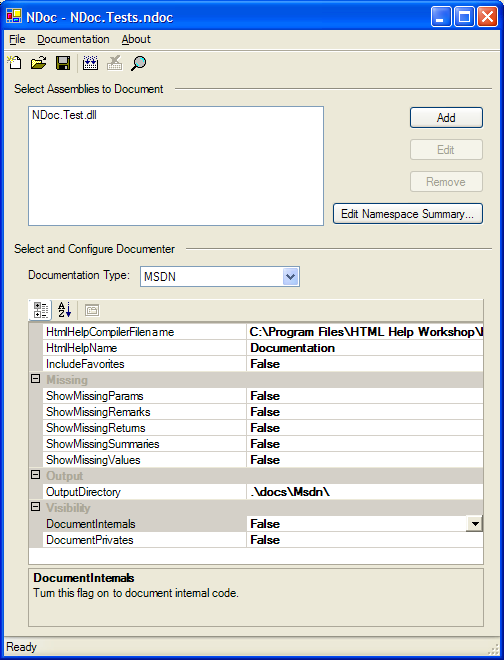 NDoc - NDoc.Tests.ndoc
File Documentation About
Select Assemblies to Document
NDoc.Test.dll
Add
Edit
Remove
Edit Namespace Summary...
Select and Configure Documenter
Documentation Type: MSDN
HtmlHelpCompilerFilename C:\Program Files\HTML Help Workshop\
HtmlHelpName Documentation
IncludeFavorites False
Missing
ShowMissingParams False
ShowMissingRemarks False
ShowMissingReturns False
ShowMissingSummaries False
ShowMissingValues False
Output
OutputDirectory .\docs\Msdn\
Visibility
DocumentInternals False
DocumentPrivates False
DocumentInternals
Turn this flag on to document internal code.
Ready